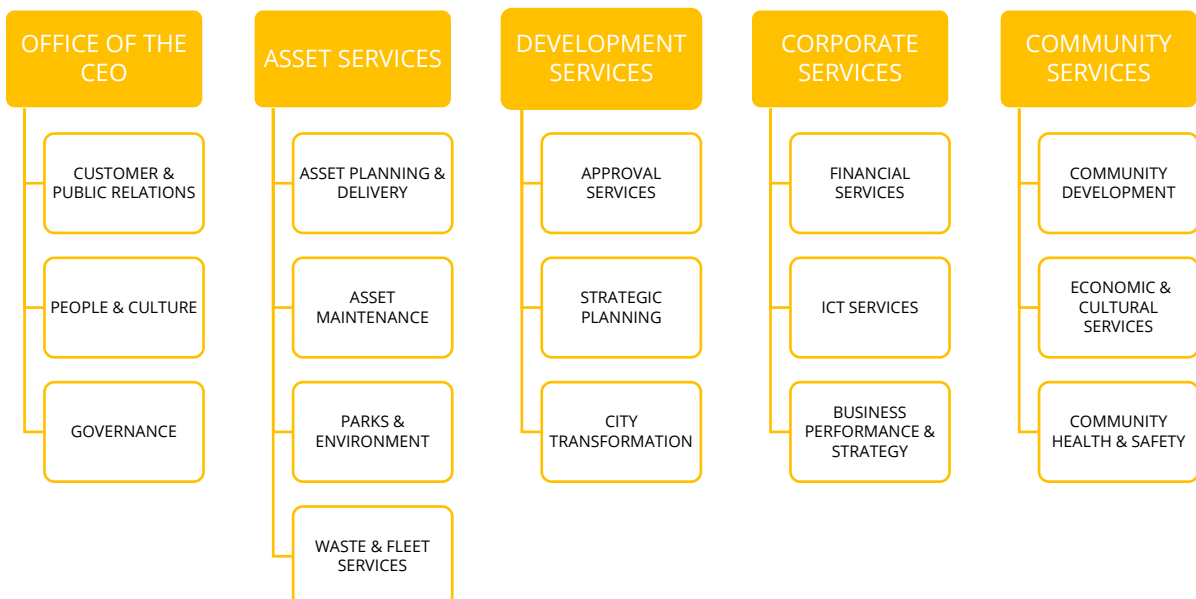 OFFICE OF THE
CEO
CUSTOMER &
PUBLIC RELATIONS
PEOPLE & CULTURE
GOVERNANCE
ASSET SERVICES
ASSET PLANNING &
DELIVERY
ASSET
MAINTENANCE
PARKS &
ENVIRONMENT
WASTE & FLEET
SERVICES
DEVELOPMENT
SERVICES
APPROVAL
SERVICES
STRATEGIC
PLANNING
CITY
TRANSFORMATION
CORPORATE
SERVICES
FINANCIAL
SERVICES
ICT SERVICES
BUSINESS
PERFORMANCE &
STRATEGY
COMMUNITY
SERVICES
COMMUNITY
DEVELOPMENT
ECONOMIC &
CULTURAL
SERVICES
COMMUNITY
HEALTH & SAFETY